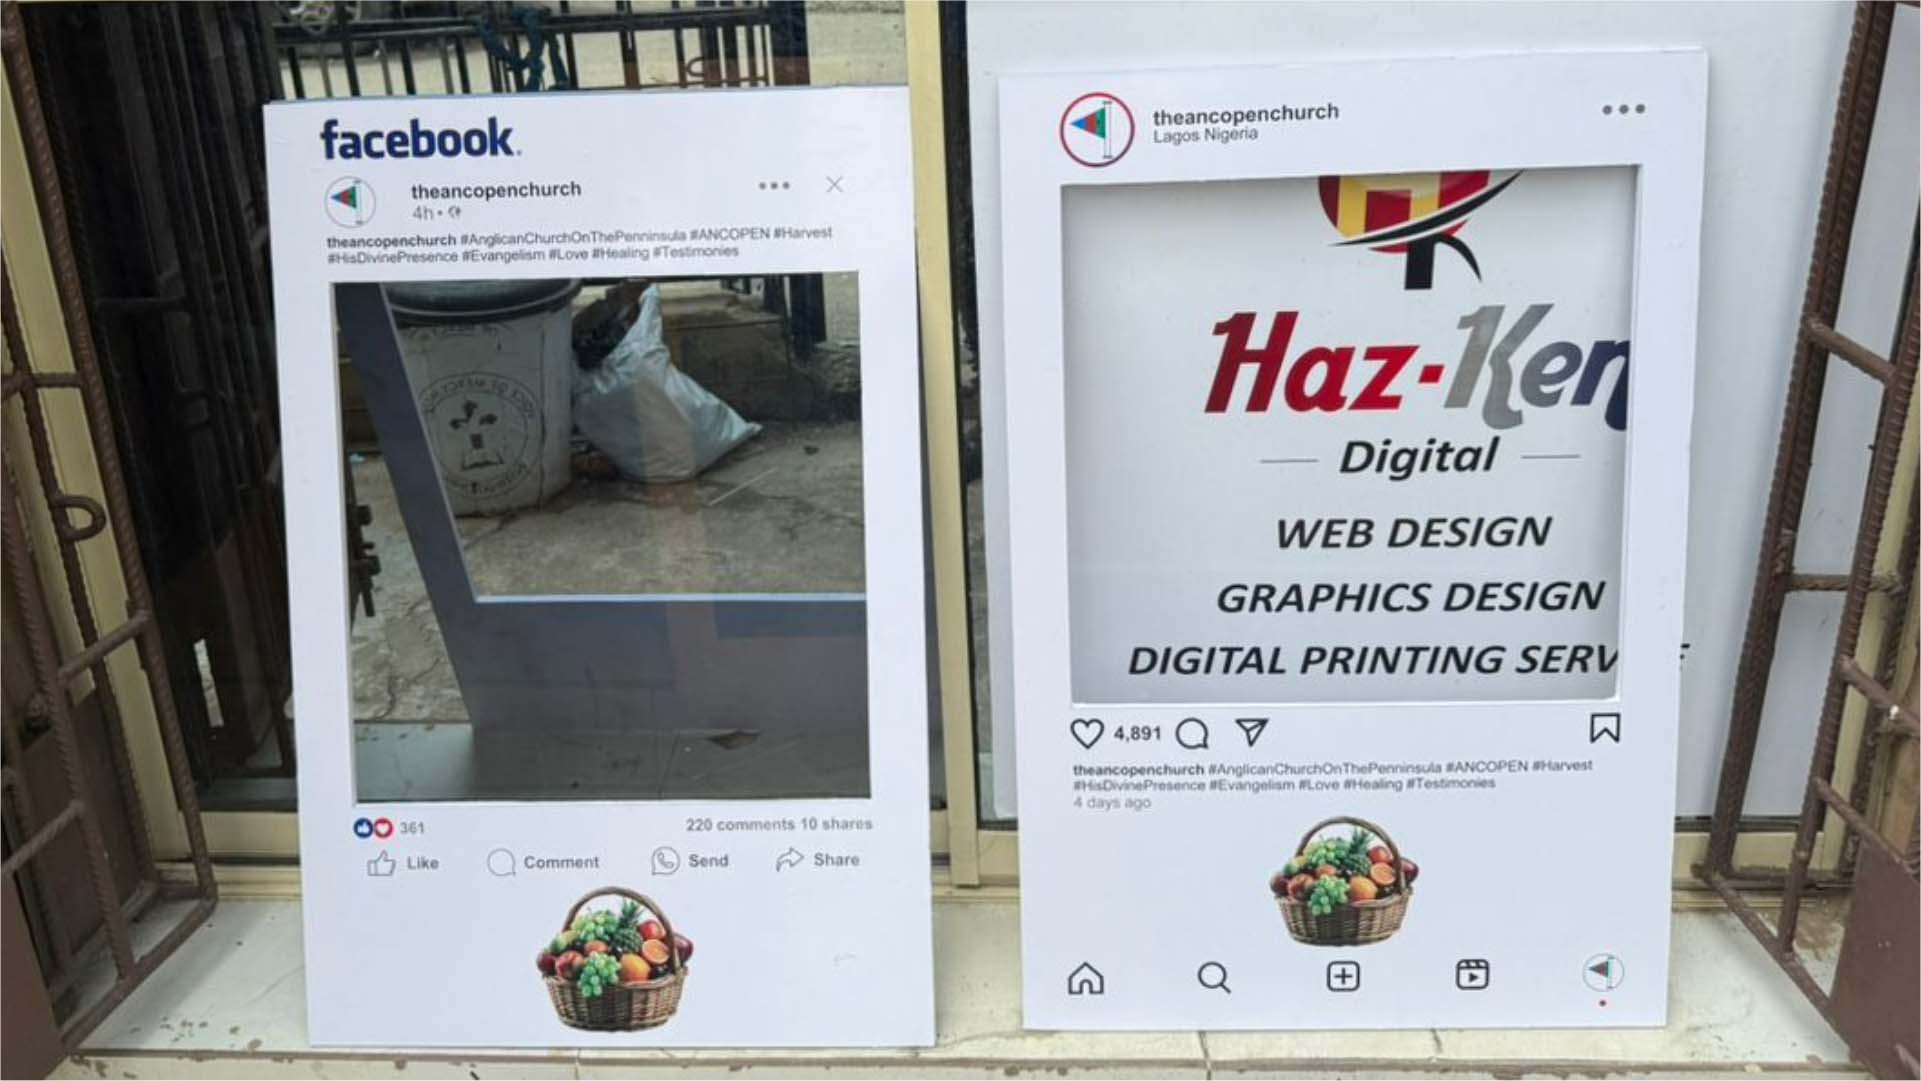 facebook.
theancopenchurch
4h
theancopenchurch #AnglicanChurchOnThePenninsula #ANCOPEN #Harvest
#HisDivinePresence #Evangelism #Love #Healing #Testimonies
361
220 comments 10 shares
Like
Comment
Send
Share
theancopenchurch
Lagos Nigeria
Haz-Ken
Digital
WEB DESIGN
GRAPHICS DESIGN
DIGITAL PRINTING SERV
4,891
theancopenchurch #AnglicanChurchOnThePenninsula #ANCOPEN #Harvest
#HisDivinePresence #Evangelism #Love #Healing #Testimonies
4 days ago